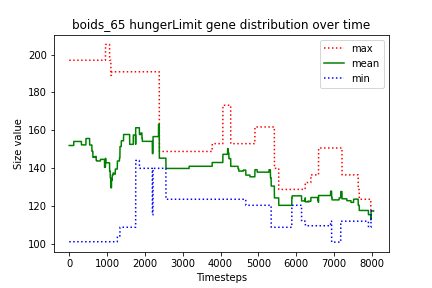 boids_65 hungerLimit gene distribution over time
max
mean
min
Size value
200
180
160
140
120
100
0 1000 2000 3000 4000 5000 6000 7000 8000
Timesteps